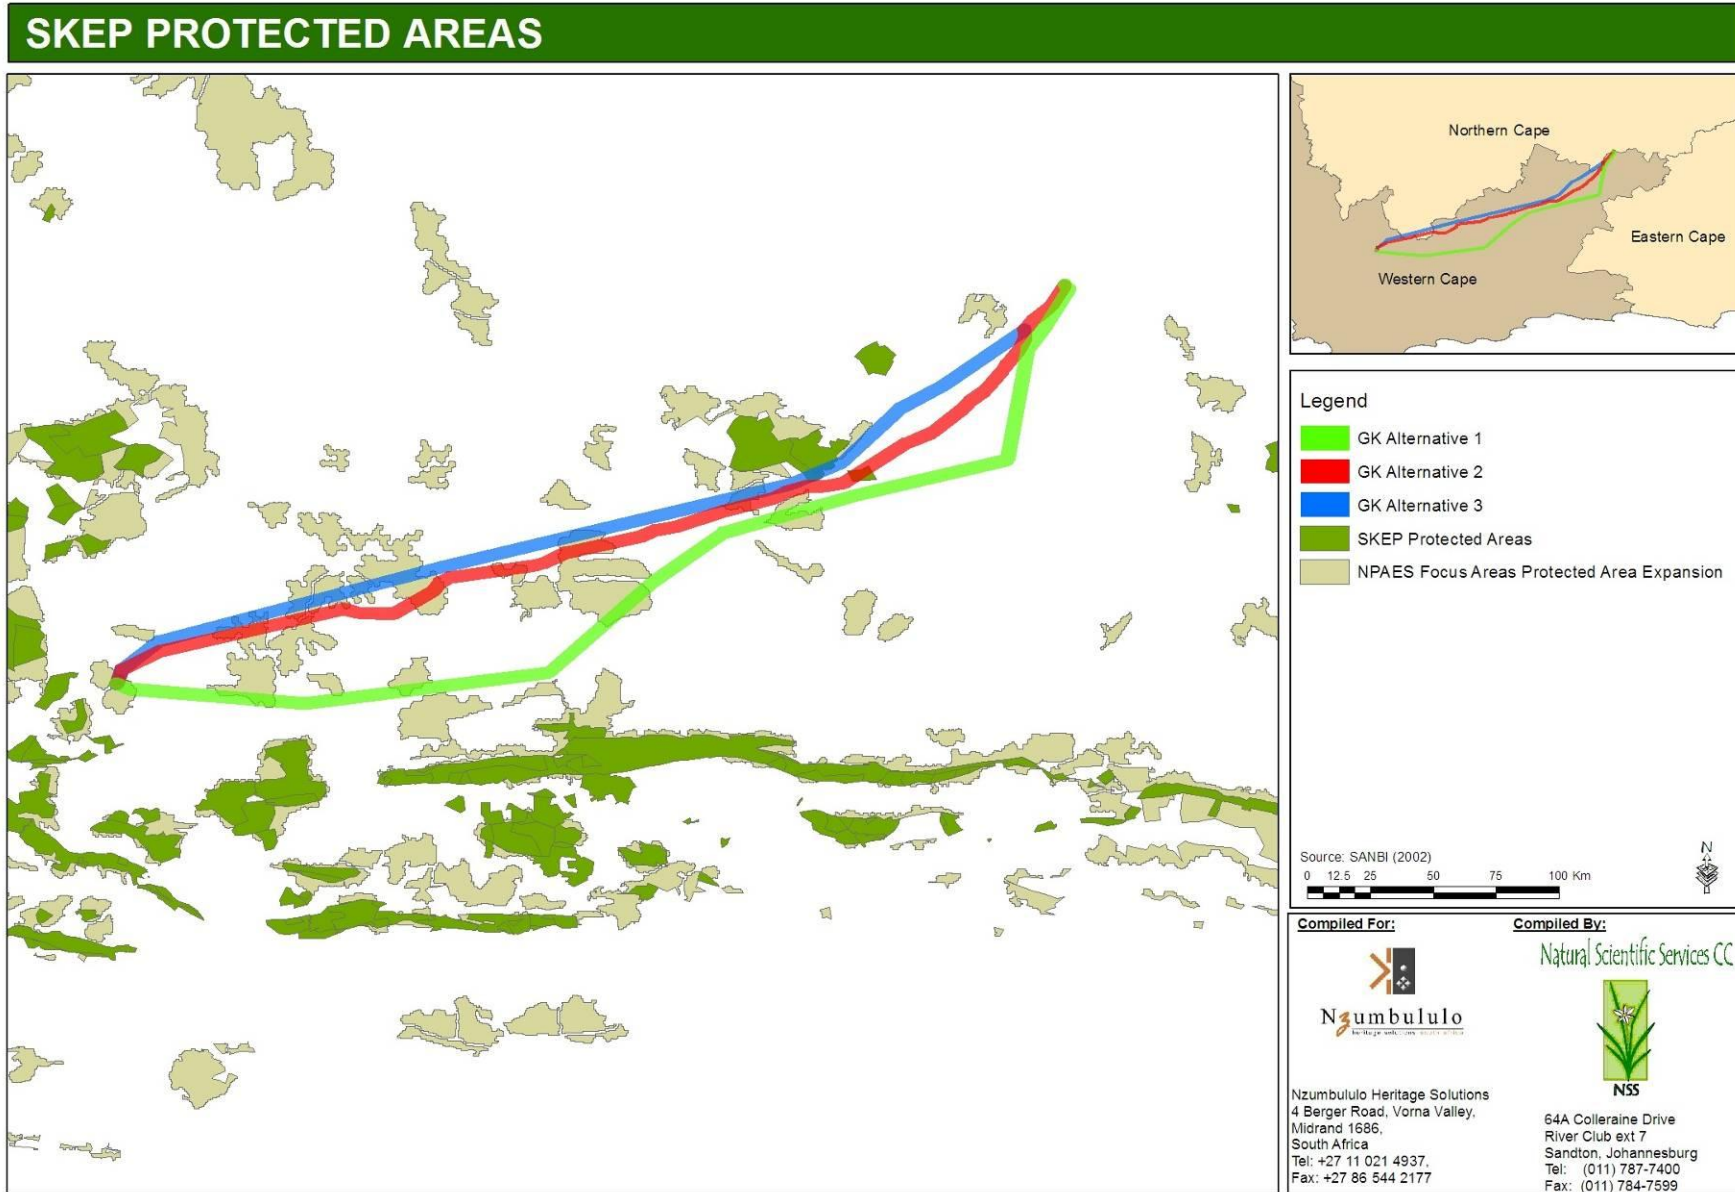 SKEP PROTECTED AREAS
Northern Cape
Eastern Cape
Western Cape
Legend
GK Alternative 1
GK Alternative 2
GK Alternative 3
SKEP Protected Areas
NPAES Focus Areas Protected Area Expansion
Source: SANBI (2002)
N
0 12.5 25 50 75 100 Km
Compiled For:
Nzumbululo
heritage solutions south africa
Nzumbululo Heritage Solutions
4 Berger Road, Vorna Valley,
Midrand 1686,
South Africa
Tel: +27 11 021 4937,
Fax: +27 86 544 2177
Compiled By:
Natural Scientific Services CC
NSS
64A Colleraine Drive
River Club ext 7
Sandton, Johannesburg
Tel: (011) 787-7400
Fax: (011) 784-7599